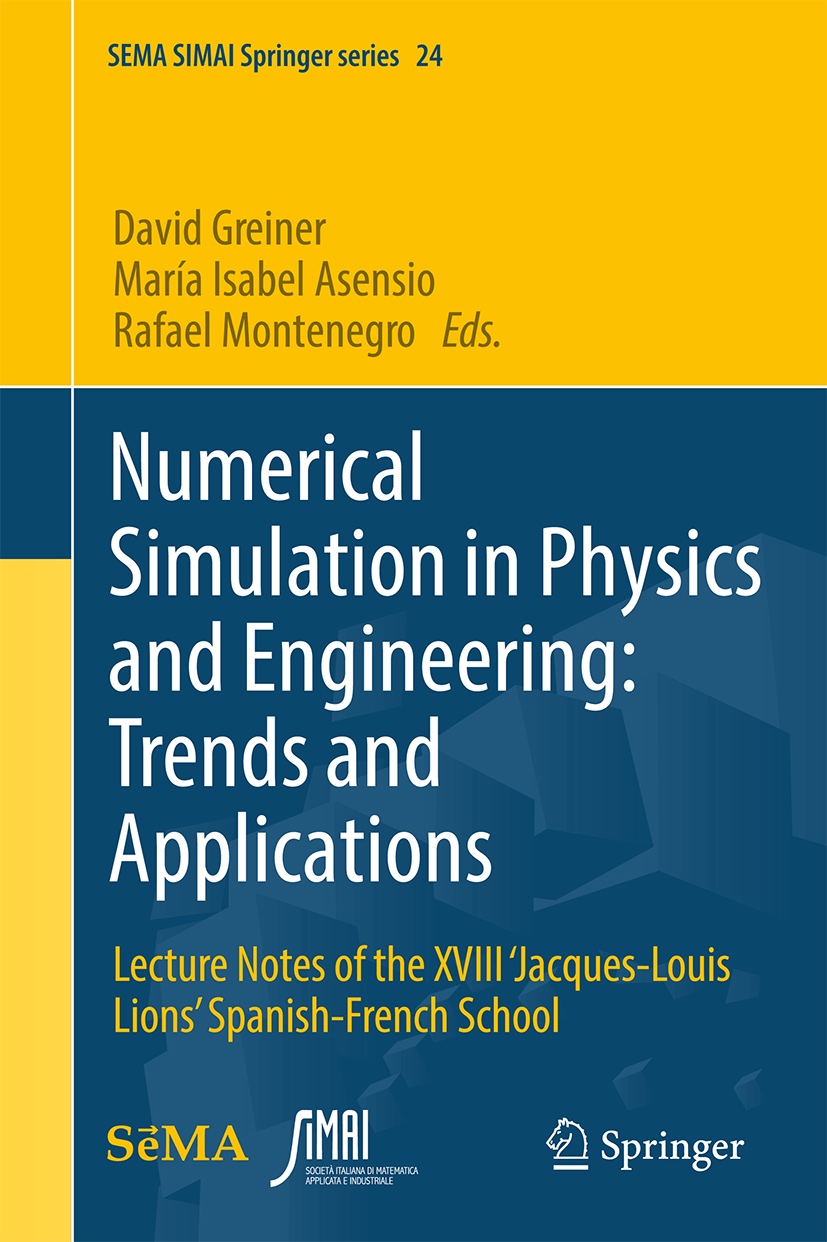 SEMA SIMAI Springer series 24
David Greiner
María Isabel Asensio
Rafael Montenegro Eds.
Numerical
Simulation in Physics
and Engineering:
Trends and
Applications
Lecture Notes of the XVIII ‘Jacques-Louis
Lions’ Spanish-French School
SeMA
SIMAI
SOCIETÀ ITALIANA DI MATEMATICA
APPLICATA E INDUSTRIALE
Springer